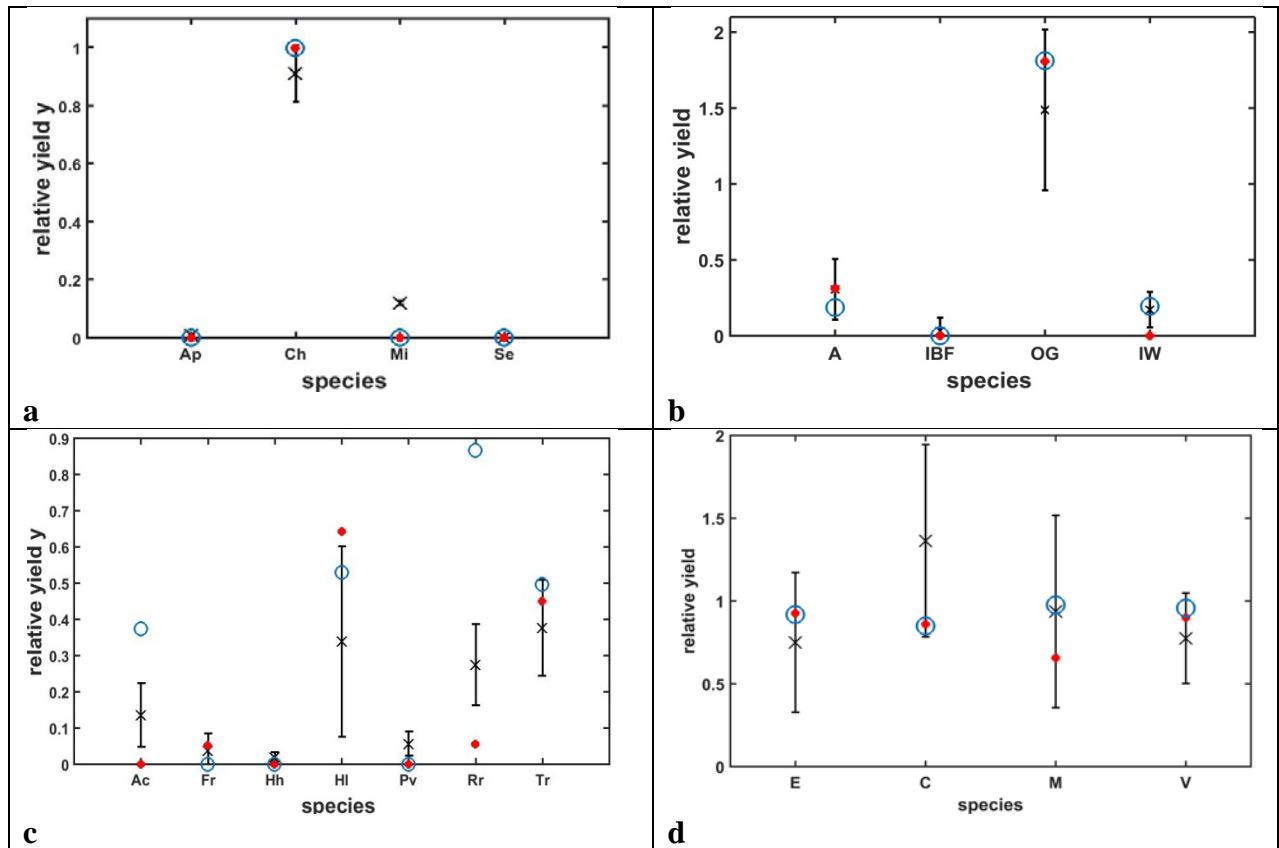 relative yield y
1
0.8
0.6
0.4
0.2
0
Ap Ch Mi Se
species
a
relative yield
2
1.5
1
0.5
0
A IBF OG IW
species
b
relative yield y
0.9
0.8
0.7
0.6
0.5
0.4
0.3
0.2
0.1
0
Ac Fr Hh Hl Pv Rr Tr
species
c
relative yield
2
1.5
1
0.5
0
E C M V
species
d